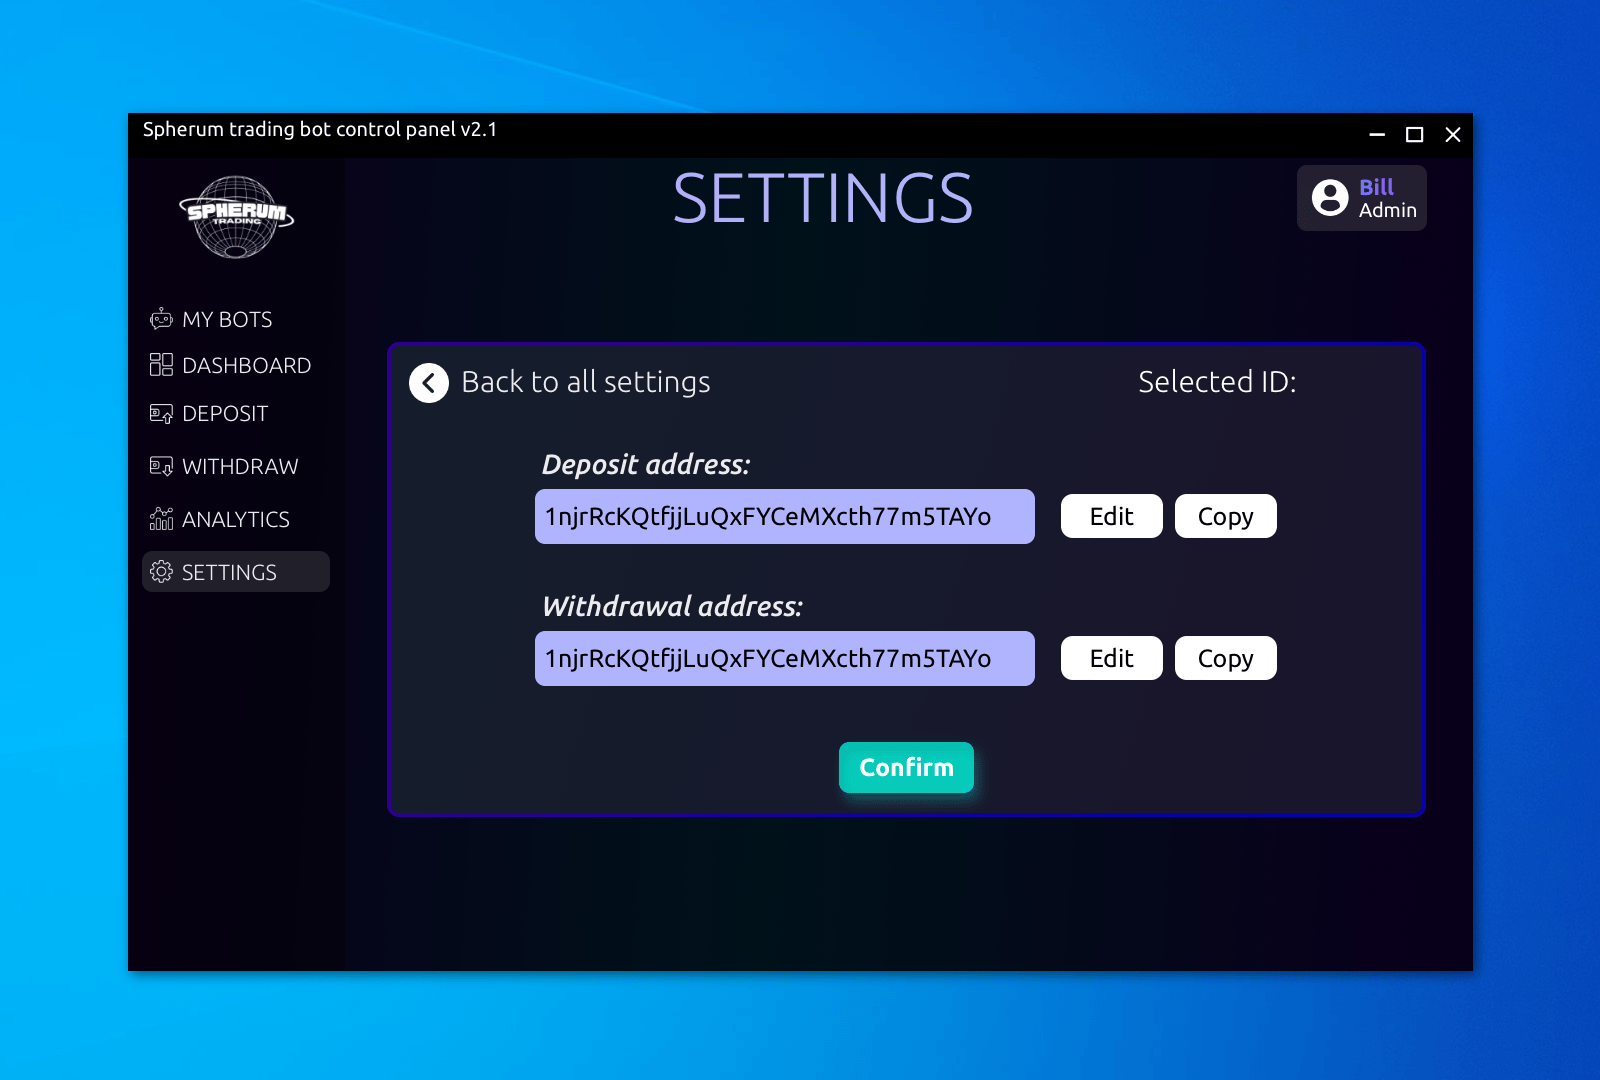 Spherum trading bot control panel v2.1
SPHERUM
TRADING
SETTINGS
Bill
Admin
MY BOTS
DASHBOARD
DEPOSIT
WITHDRAW
ANALYTICS
SETTINGS
Back to all settings
Selected ID:
Deposit address:
1njrRcKQtfjjLuQxFYCeMXcth77m5TAYo
Edit
Copy
Withdrawal address:
1njrRcKQtfjjLuQxFYCeMXcth77m5TAYo
Edit
Copy
Confirm